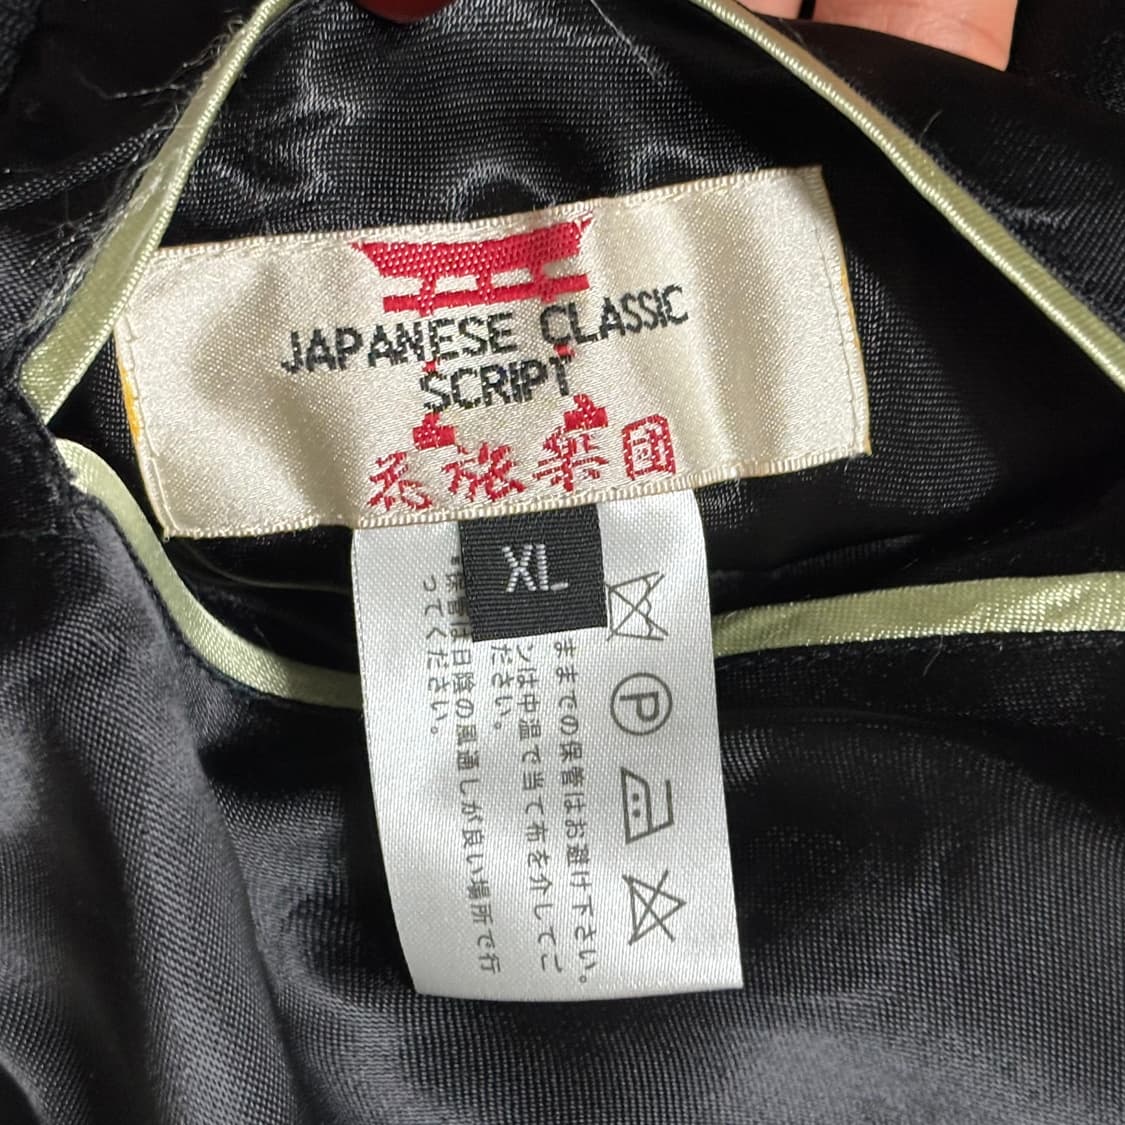 JAPANESE CLASSIC
SCRIPT
花旅楽団
XL
P
ままでの保管はお避け下さい。
ンは中温で当て布を介してご
ださい。
保管は日陰の風通しが良い場所で行
ってください。